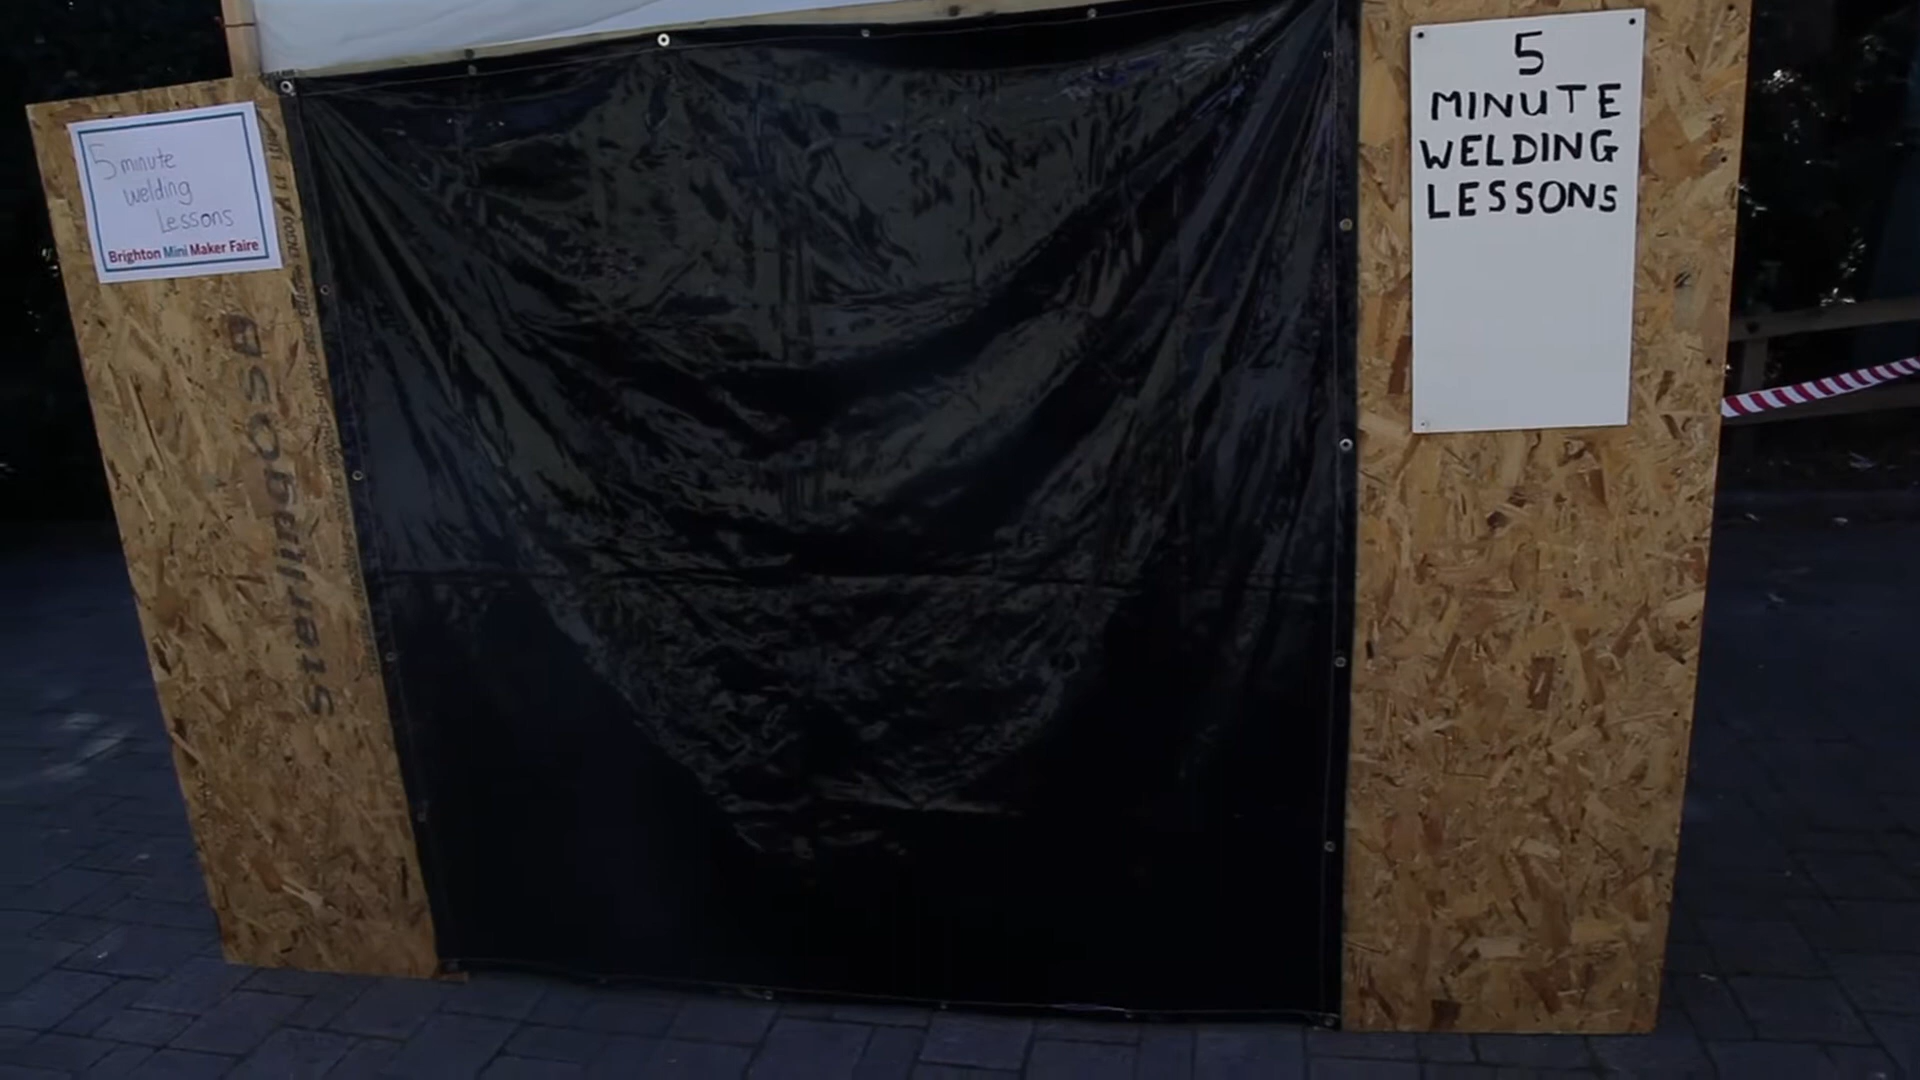 5 minute
welding
Lessons
Brighton Mini Maker Faire
SterlingOSB
5
MINUTE
WELDING
LESSONS